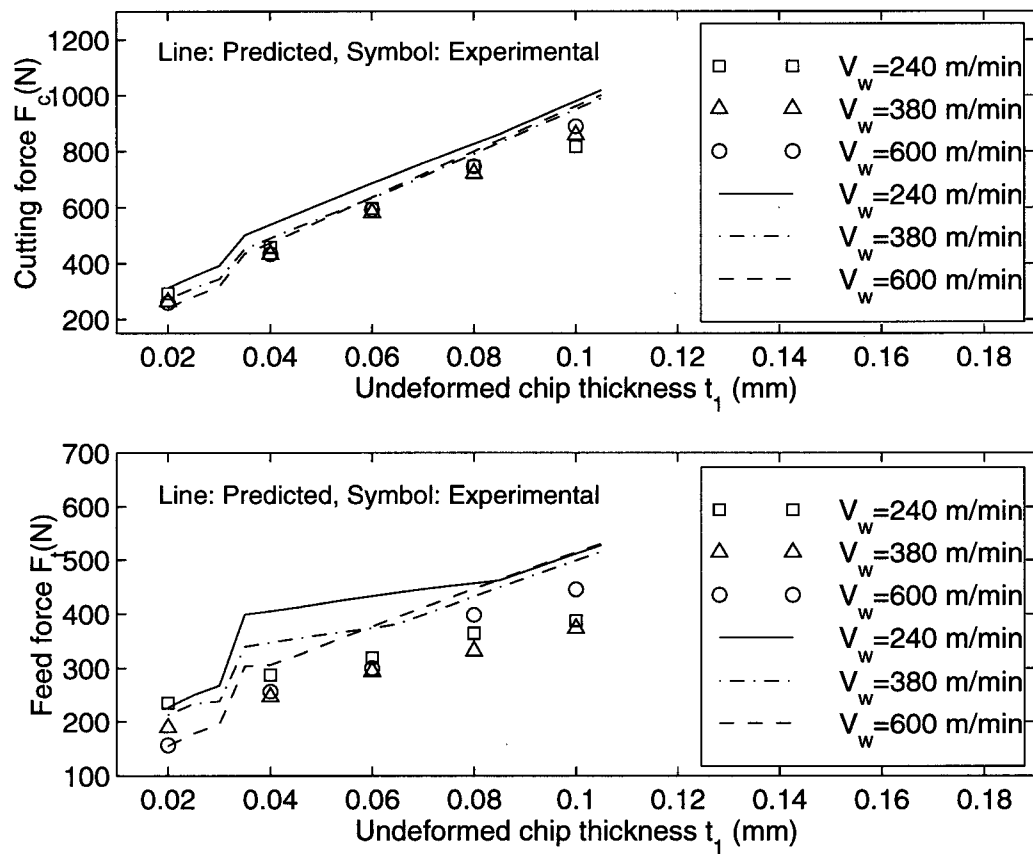 1200
1000
800
600
400
200
Cutting force F_c(N)
Line: Predicted, Symbol: Experimental
V_w=240 m/min
V_w=380 m/min
V_w=600 m/min
V_w=240 m/min
V_w=380 m/min
V_w=600 m/min
0.02 0.04 0.06 0.08 0.1 0.12 0.14 0.16 0.18
Undeformed chip thickness t_1 (mm)
700
600
500
400
300
200
100
Feed force F_t(N)
Line: Predicted, Symbol: Experimental
V_w=240 m/min
V_w=380 m/min
V_w=600 m/min
V_w=240 m/min
V_w=380 m/min
V_w=600 m/min
0.02 0.04 0.06 0.08 0.1 0.12 0.14 0.16 0.18
Undeformed chip thickness t_1 (mm)